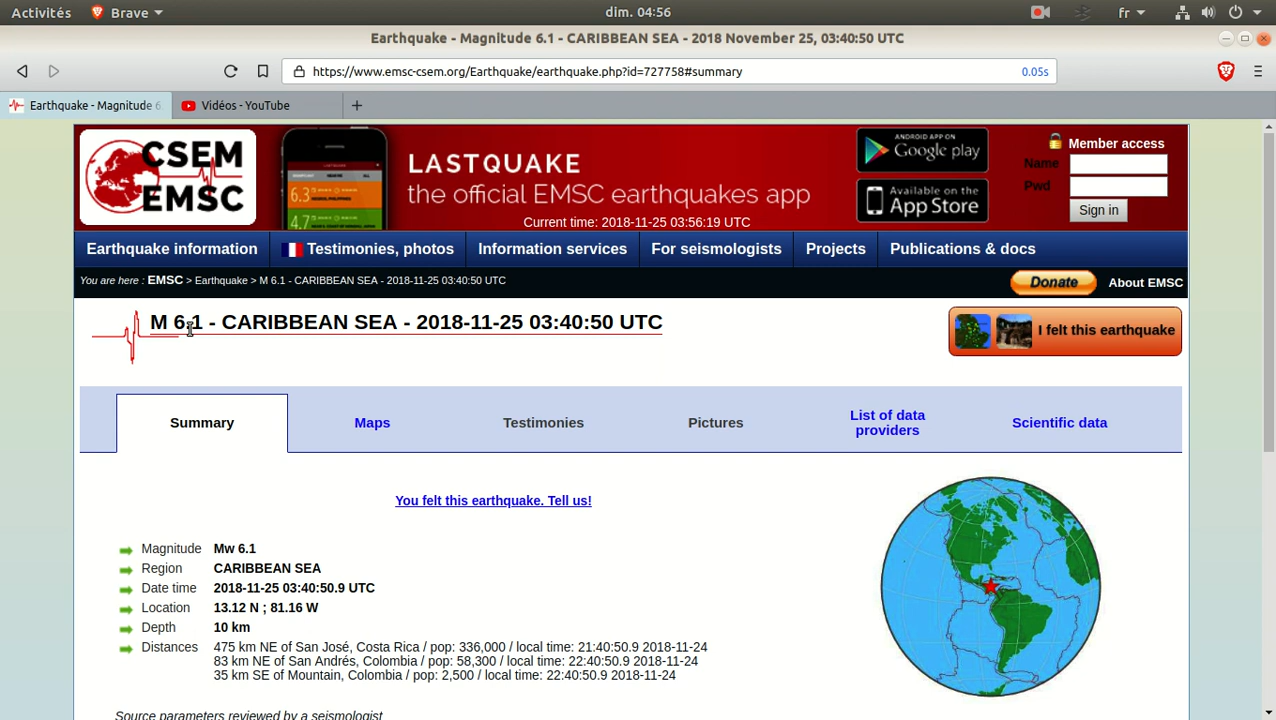 Activités Brave dim. 04:56 fr
Earthquake - Magnitude 6.1 - CARIBBEAN SEA - 2018 November 25, 03:40:50 UTC
https://www.emsc-csem.org/Earthquake/earthquake.php?id=727758#summary 0.05s
Earthquake - Magnitude 6. Vidéos - YouTube
CSEM
EMSC
6.3
4.7
LASTQUAKE
the official EMSC earthquakes app
Current time: 2018-11-25 03:56:19 UTC
ANDROID APP ON
Google play
Available on the
App Store
Member access
Name
Pwd
Sign in
Earthquake information Testimonies, photos Information services For seismologists Projects Publications & docs
You are here : EMSC > Earthquake > M 6.1 - CARIBBEAN SEA - 2018-11-25 03:40:50 UTC
Donate About EMSC
M 6.1 - CARIBBEAN SEA - 2018-11-25 03:40:50 UTC
I felt this earthquake
Summary Maps Testimonies Pictures List of data providers Scientific data
You felt this earthquake. Tell us!
Magnitude Mw 6.1
Region CARIBBEAN SEA
Date time 2018-11-25 03:40:50.9 UTC
Location 13.12 N ; 81.16 W
Depth 10 km
Distances 475 km NE of San José, Costa Rica / pop: 336,000 / local time: 21:40:50.9 2018-11-24
83 km NE of San Andrés, Colombia / pop: 58,300 / local time: 22:40:50.9 2018-11-24
35 km SE of Mountain, Colombia / pop: 2,500 / local time: 22:40:50.9 2018-11-24
Source parameters reviewed by a seismologist